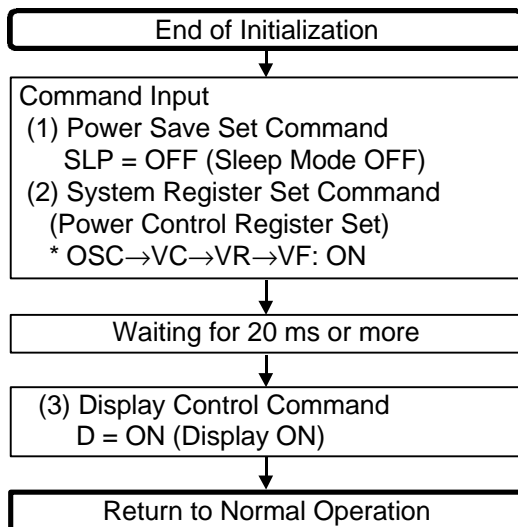 End of Initialization
Command Input
(1) Power Save Set Command
SLP = OFF (Sleep Mode OFF)
(2) System Register Set Command
(Power Control Register Set)
* OSC→VC→VR→VF: ON
Waiting for 20 ms or more
(3) Display Control Command
D = ON (Display ON)
Return to Normal Operation